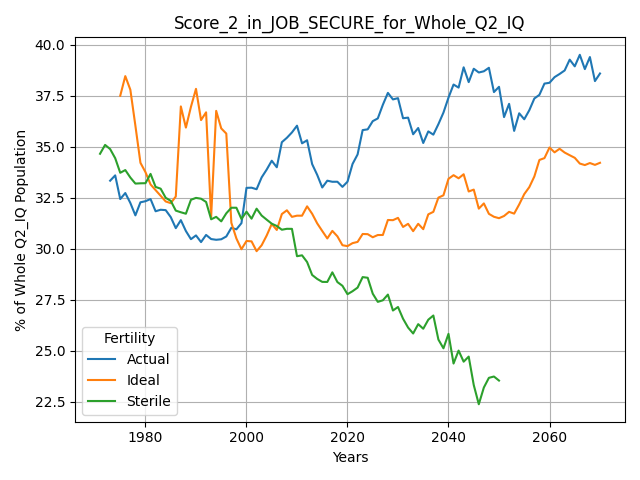 Score_2_in_JOB_SECURE_for_Whole_Q2_IQ
% of Whole Q2_IQ Population
40.0
37.5
35.0
32.5
30.0
27.5
25.0
22.5
Fertility
Actual
Ideal
Sterile
1980
2000
2020
2040
2060
Years